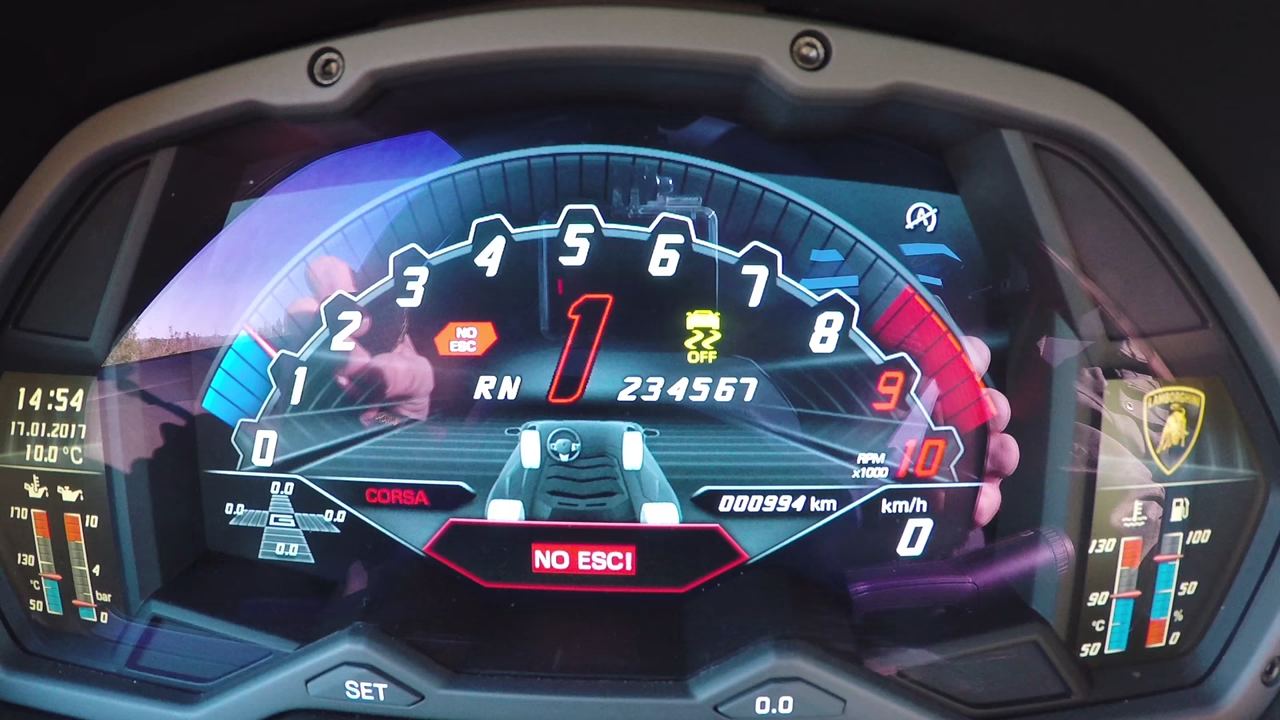 0 1 2 3 4 5 6 7 8 9 10
RPM
x1000
NO
ESC
1
OFF
RN 234567
14:54
17.01.2017
10.0 °C
170
130
°C
50
10
4
bar
0
0.0
0.0 G 0.0
0.0
CORSA
000994 km
km/h
0
NO ESC!
LAMBORGHINI
130
90
°C
50
100
50
%
0
SET
0.0